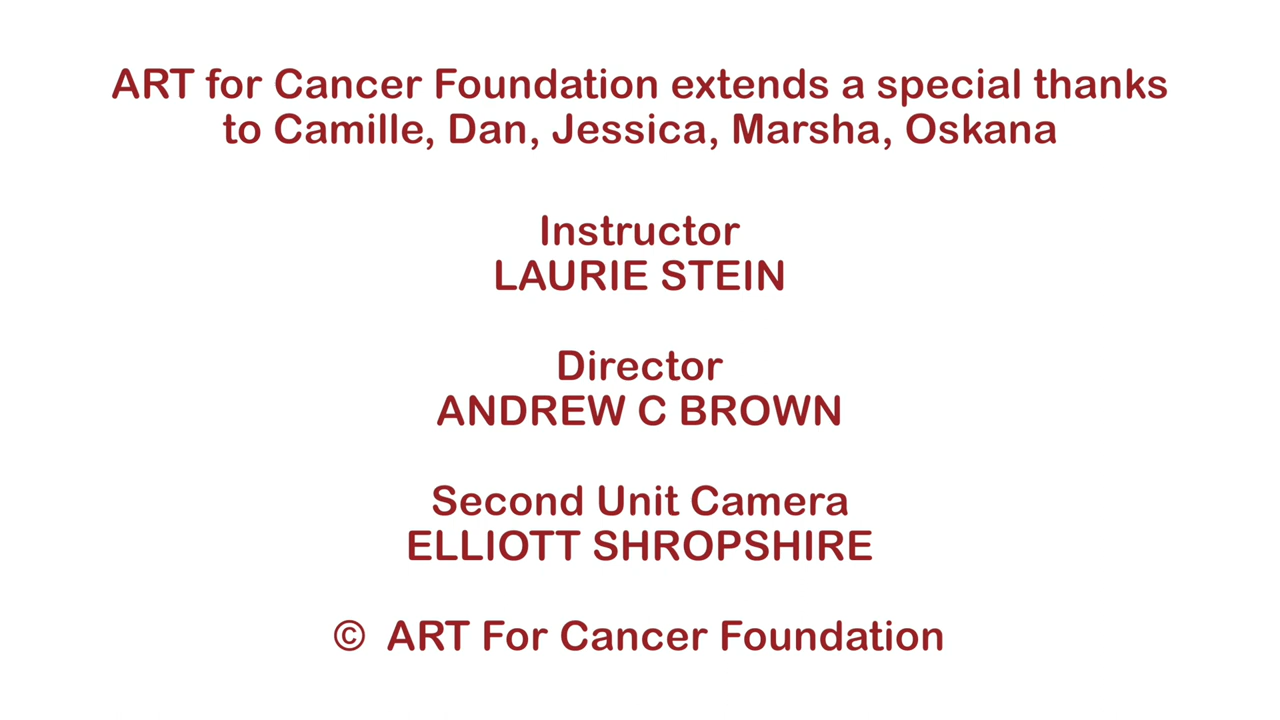 ART for Cancer Foundation extends a special thanks
to Camille, Dan, Jessica, Marsha, Oskana
Instructor
LAURIE STEIN
Director
ANDREW C BROWN
Second Unit Camera
ELLIOTT SHROPSHIRE
© ART For Cancer Foundation